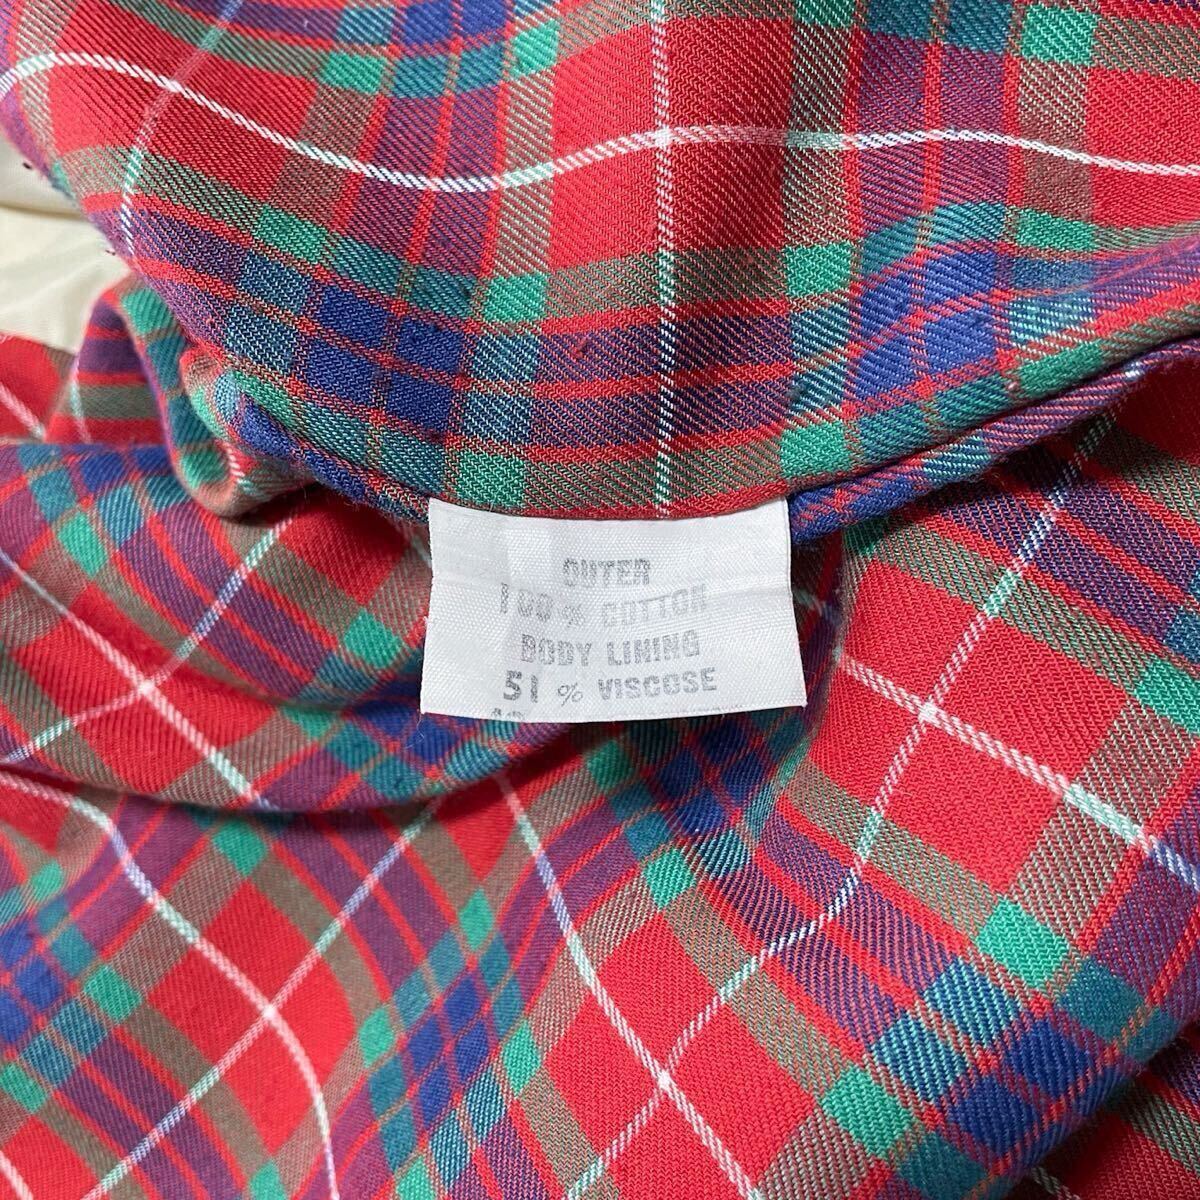 OUTER
100 % COTTON
BODY LINING
51 % VISCOSE